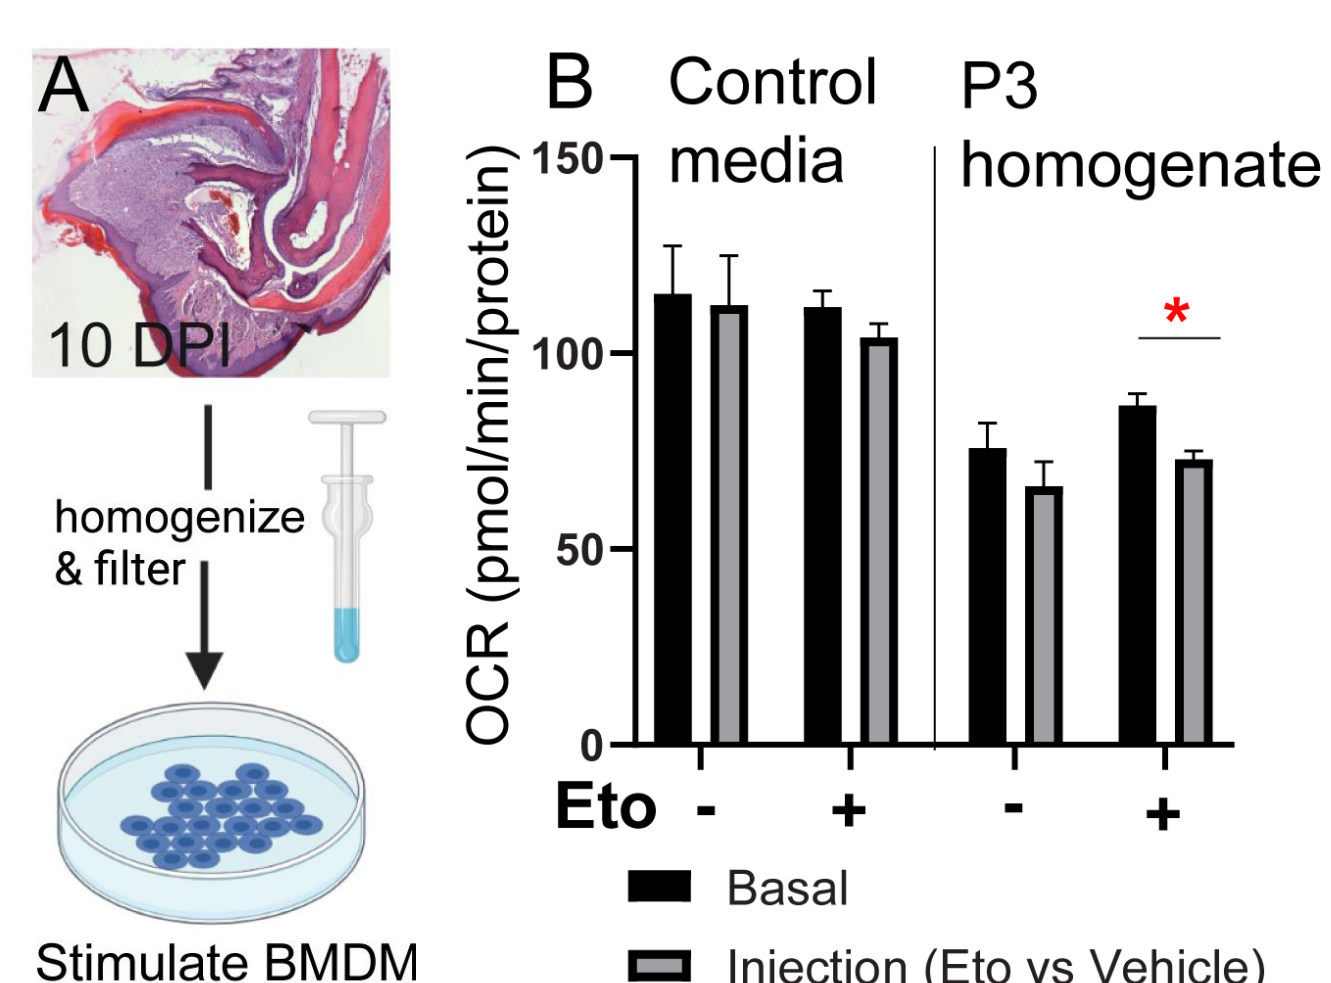 A
10 DPI
homogenize
& filter
Stimulate BMDM
B
Control
media
P3
homogenate
OCR (pmol/min/protein)
150
100
50
0
*
Eto - + - +
Basal
Injection (Eto vs Vehicle)